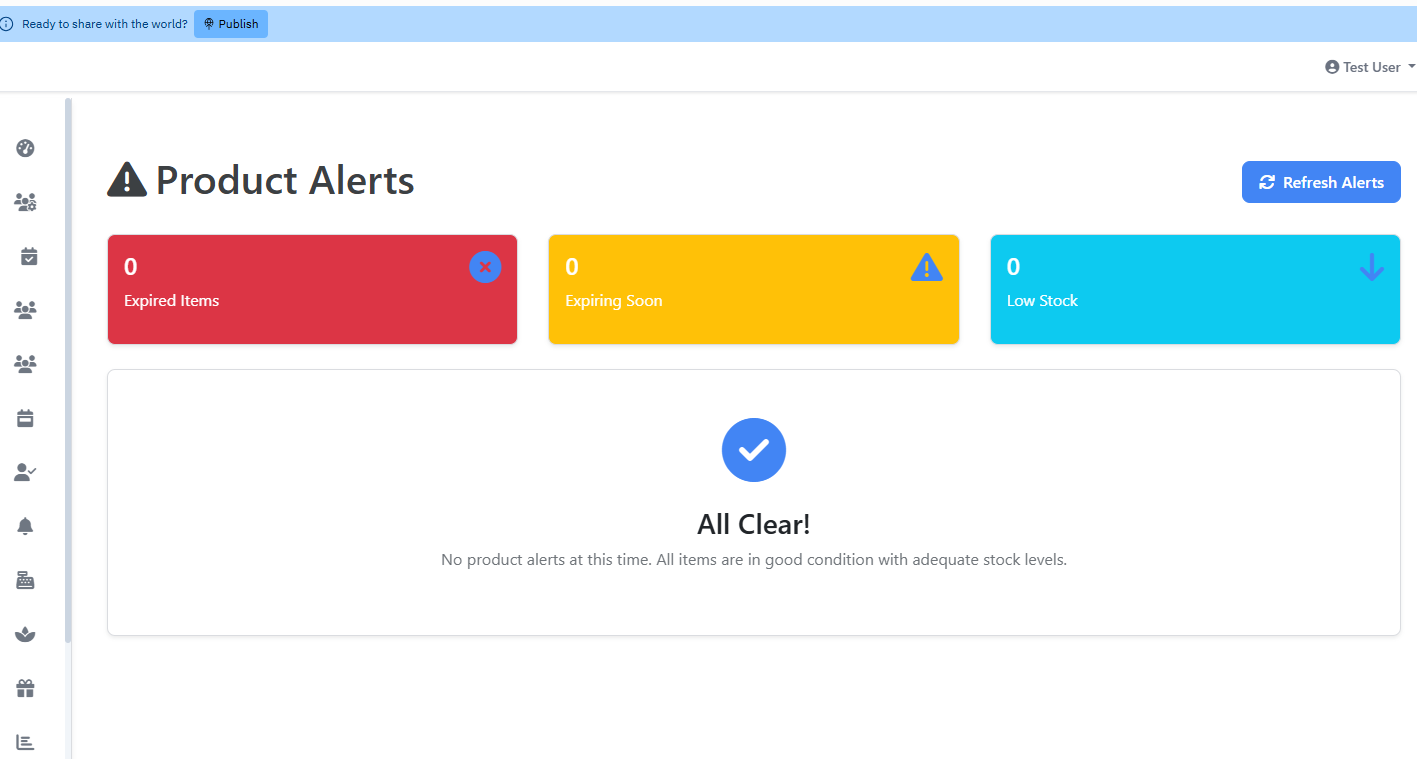 Ready to share with the world? Publish
Test User
Product Alerts
Refresh Alerts
0
Expired Items
0
Expiring Soon
0
Low Stock
All Clear!
No product alerts at this time. All items are in good condition with adequate stock levels.